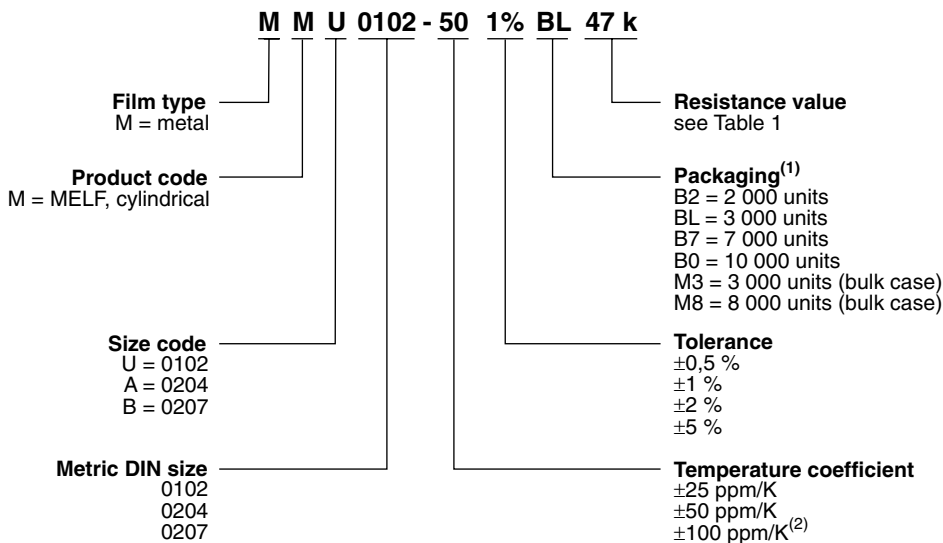 M M U 0102 - 50 1% BL 47 k
Film type
M = metal
Product code
M = MELF, cylindrical
Size code
U = 0102
A = 0204
B = 0207
Metric DIN size
0102
0204
0207
Resistance value
see Table 1
Packaging(1)
B2 = 2 000 units
BL = 3 000 units
B7 = 7 000 units
B0 = 10 000 units
M3 = 3 000 units (bulk case)
M8 = 8 000 units (bulk case)
Tolerance
±0,5 %
±1 %
±2 %
±5 %
Temperature coefficient
±25 ppm/K
±50 ppm/K
±100 ppm/K(2)